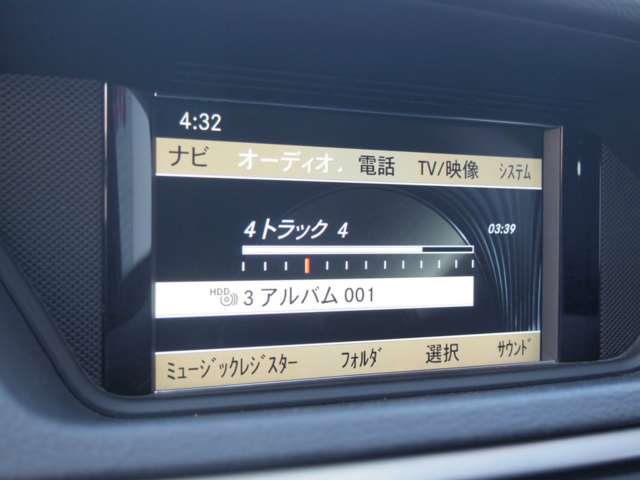 4:32
ナビ オーディオ 電話 TV/映像 システム
4 トラック 4 03:39
HDD 3 アルバム 001
ミュージックレジスター フォルダ 選択 サウンド